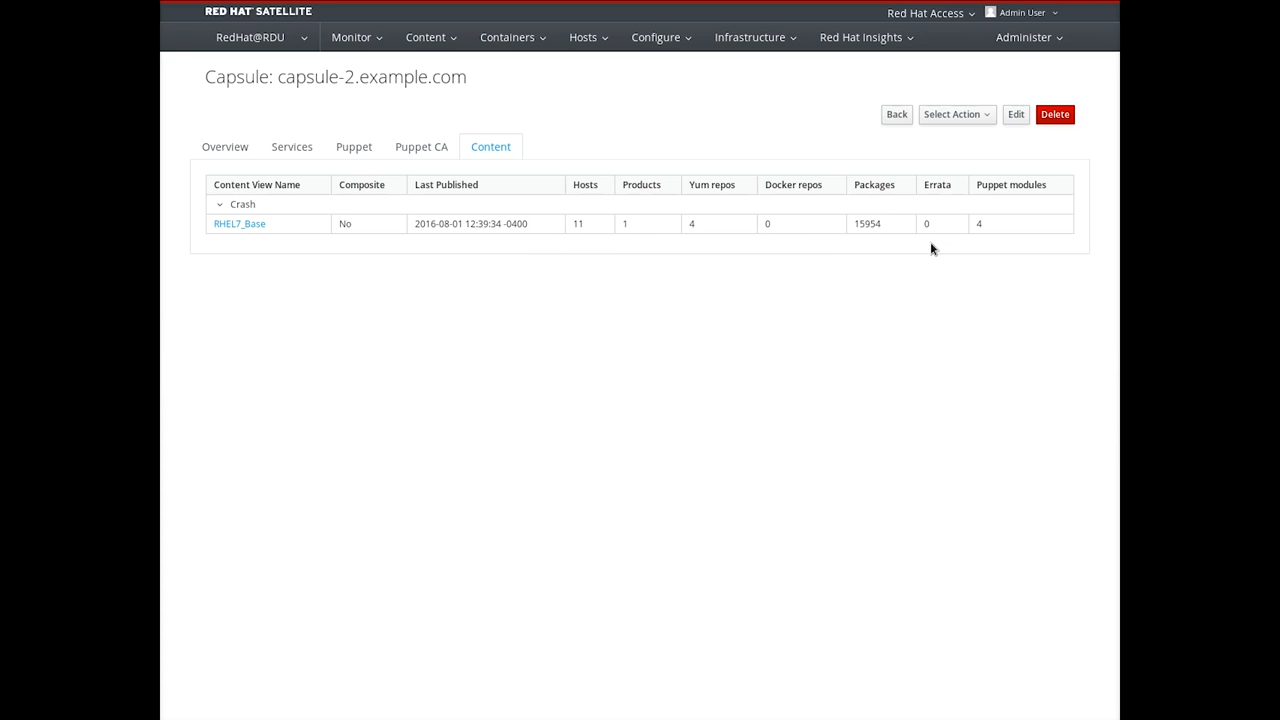 RED HAT SATELLITE
Red Hat Access
Admin User
RedHat@RDU
Monitor
Content
Containers
Hosts
Configure
Infrastructure
Red Hat Insights
Administer
Capsule: capsule-2.example.com
Back
Select Action
Edit
Delete
Overview
Services
Puppet
Puppet CA
Content
Content View Name Composite Last Published Hosts Products Yum repos Docker repos Packages Errata Puppet modules
Crash
RHEL7_Base No 2016-08-01 12:39:34 -0400 11 1 4 0 15954 0 4